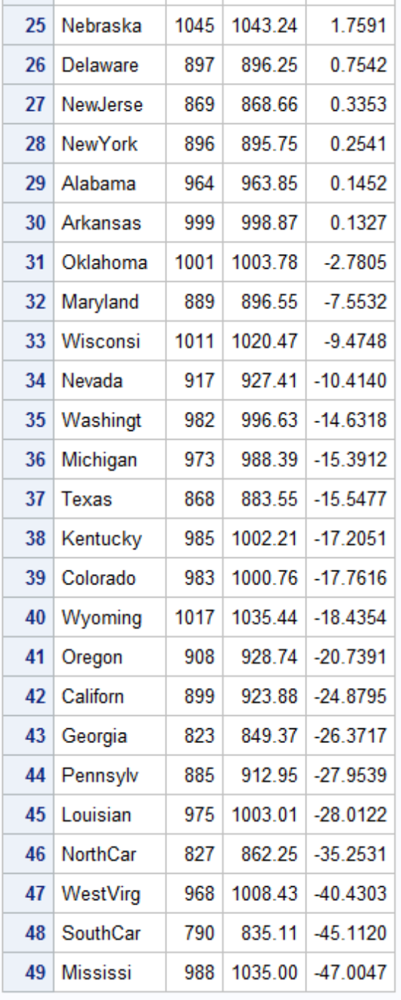 25 Nebraska 1045 1043.24 1.7591
26 Delaware 897 896.25 0.7542
27 NewJerse 869 868.66 0.3353
28 NewYork 896 895.75 0.2541
29 Alabama 964 963.85 0.1452
30 Arkansas 999 998.87 0.1327
31 Oklahoma 1001 1003.78 -2.7805
32 Maryland 889 896.55 -7.5532
33 Wisconsi 1011 1020.47 -9.4748
34 Nevada 917 927.41 -10.4140
35 Washingt 982 996.63 -14.6318
36 Michigan 973 988.39 -15.3912
37 Texas 868 883.55 -15.5477
38 Kentucky 985 1002.21 -17.2051
39 Colorado 983 1000.76 -17.7616
40 Wyoming 1017 1035.44 -18.4354
41 Oregon 908 928.74 -20.7391
42 Californ 899 923.88 -24.8795
43 Georgia 823 849.37 -26.3717
44 Pennsylv 885 912.95 -27.9539
45 Louisian 975 1003.01 -28.0122
46 NorthCar 827 862.25 -35.2531
47 WestVirg 968 1008.43 -40.4303
48 SouthCar 790 835.11 -45.1120
49 Mississi 988 1035.00 -47.0047